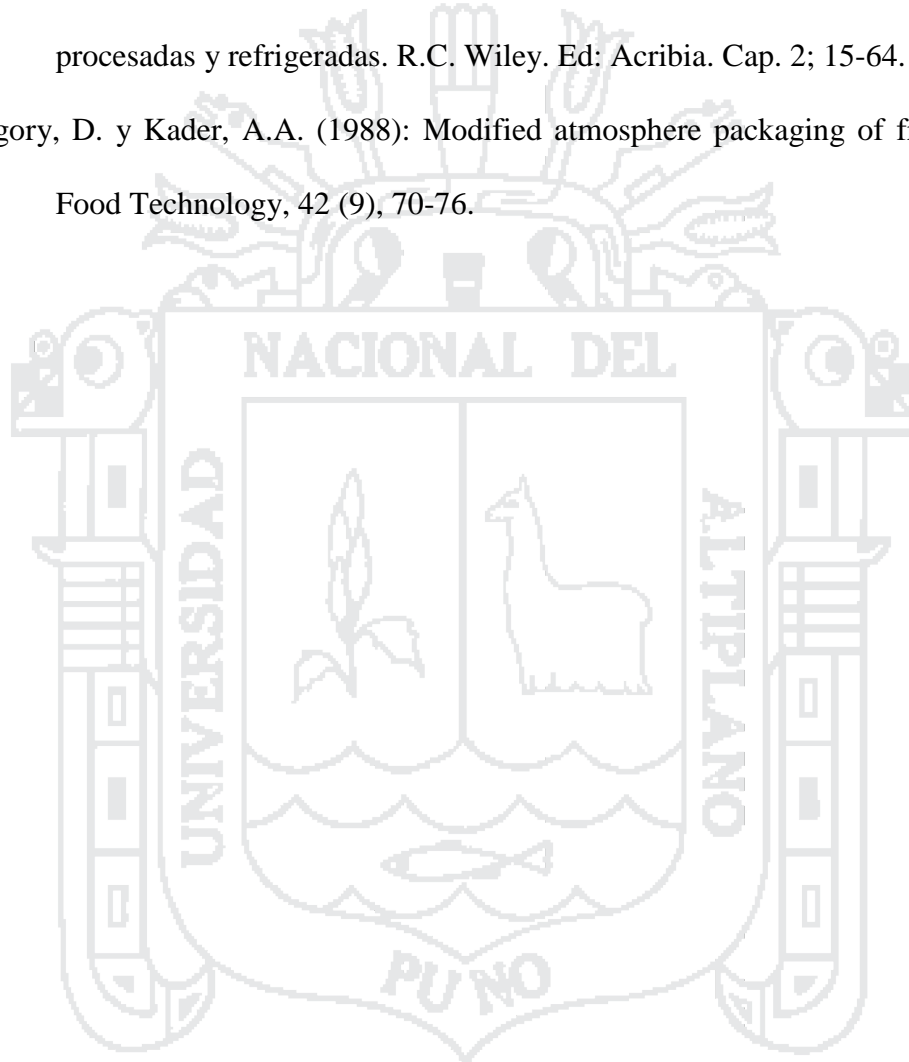 procesadas y refrigeradas. R.C. Wiley. Ed: Acribia. Cap. 2; 15-64.
gory, D. y Kader, A.A. (1988): Modified atmosphere packaging of f
Food Technology, 42 (9), 70-76.
NACIONAL DEL
UNIVERSIDAD
ALTIPLANO
PUNO